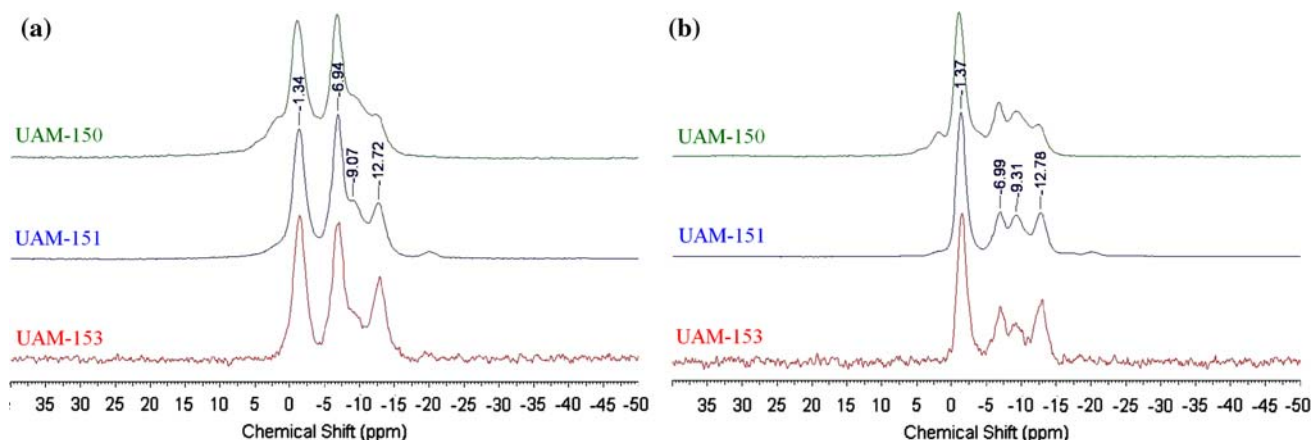 (a)
-1.34
-6.94
UAM-150
-9.07
-12.72
UAM-151
UAM-153
35 30 25 20 15 10 5 0 -5 -10 -15 -20 -25 -30 -35 -40 -45 -50
Chemical Shift (ppm)
(b)
-1.37
UAM-150
-6.99
-9.31
-12.78
UAM-151
UAM-153
35 30 25 20 15 10 5 0 -5 -10 -15 -20 -25 -30 -35 -40 -45 -50
Chemical Shift (ppm)